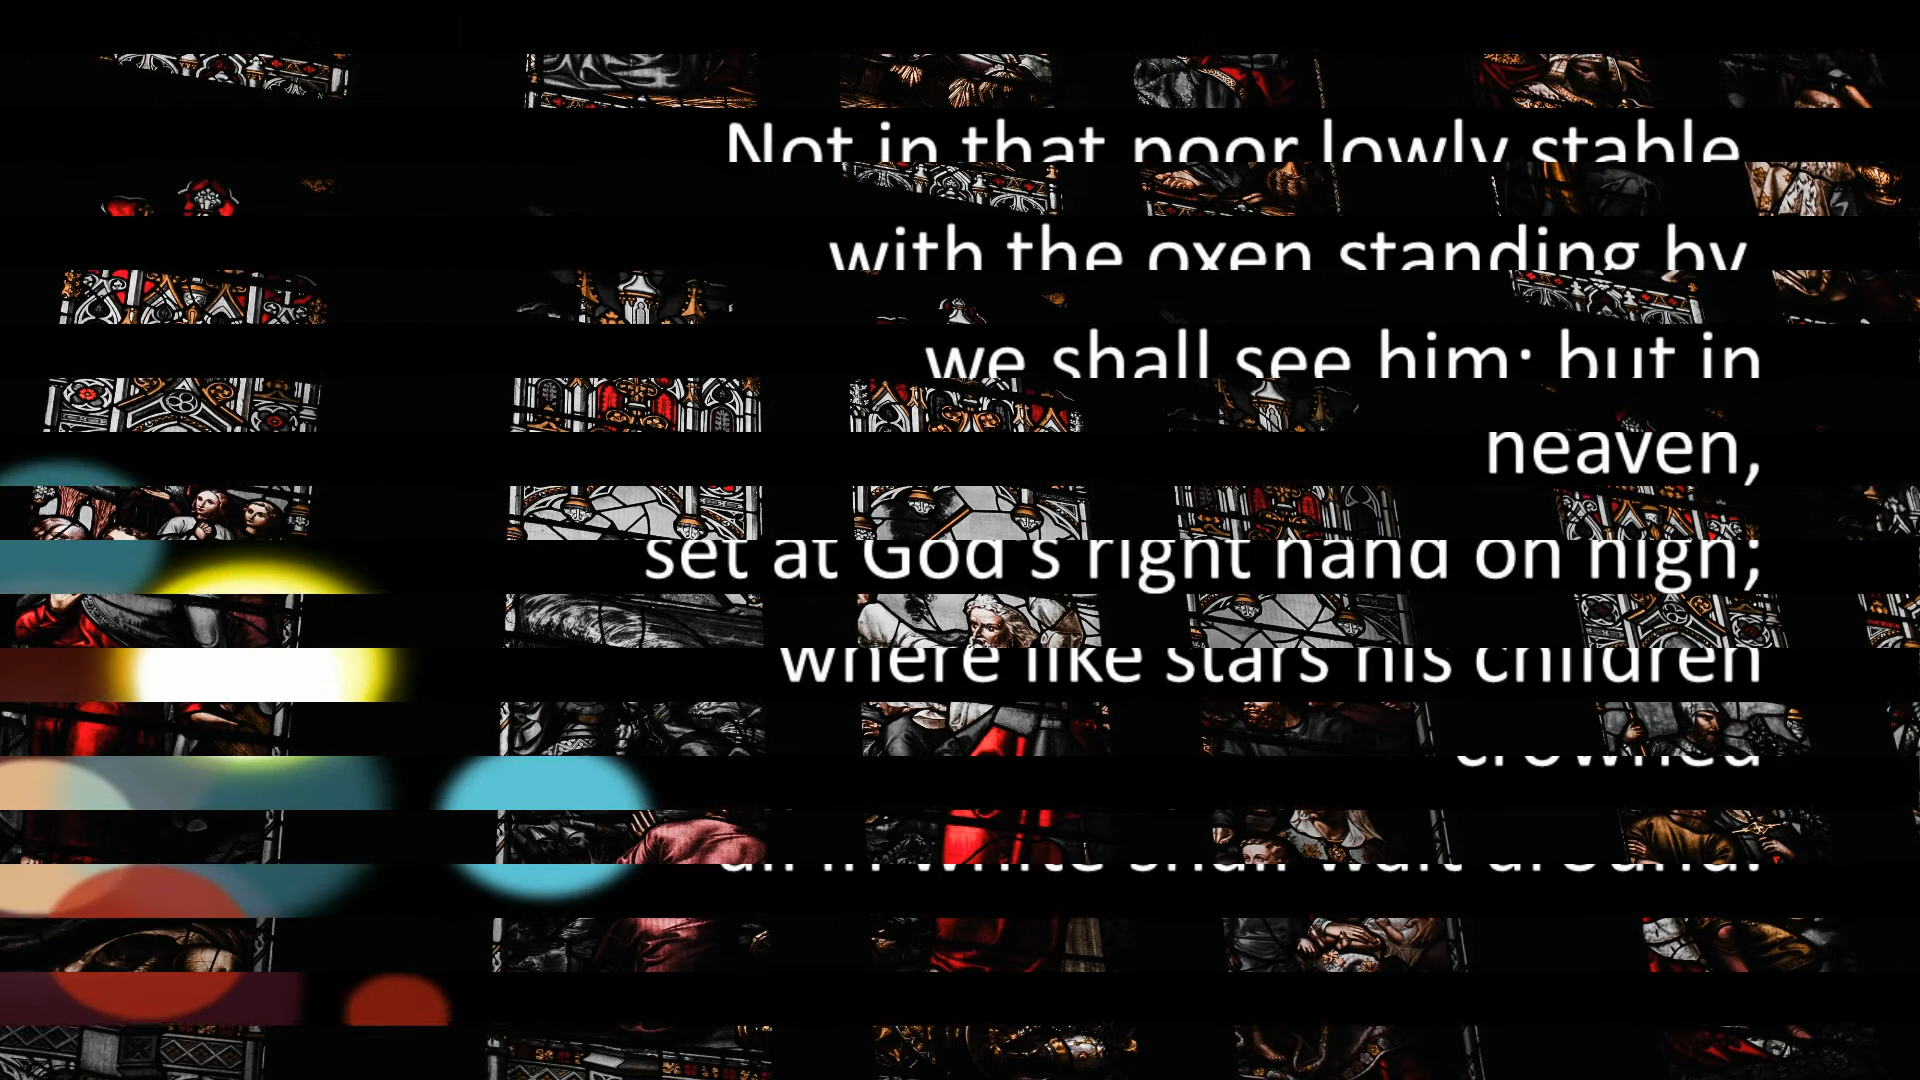 Not in that poor lowly stable
with the oxen standing by
we shall see him; but in
heaven,
set at God's right hand on high;
where like stars his children
crowned
all in white shall wait around.